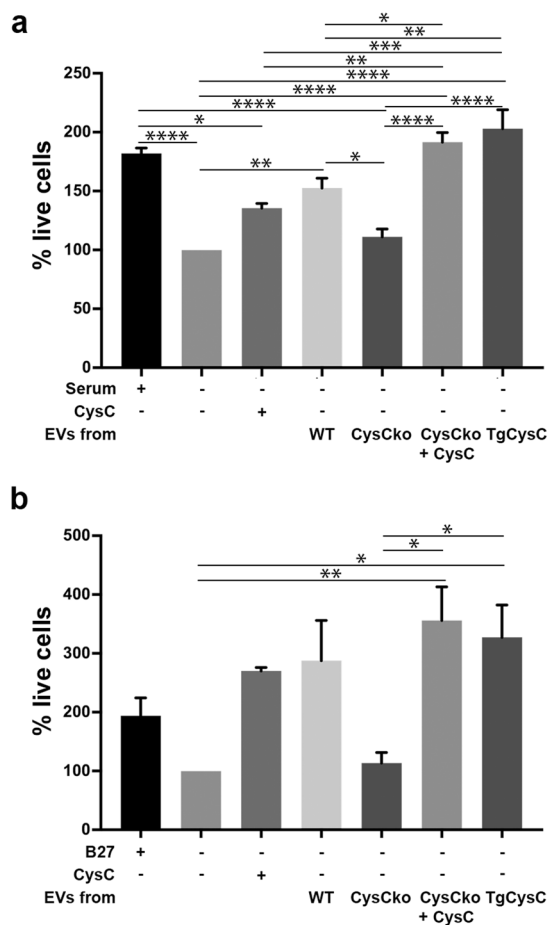 a
*
**
***
**
****
****
****
****
*
****
****
**
*
% live cells
250
200
150
100
50
0
Serum + - - - - - -
CysC - - + - - - -
EVs from WT CysCko CysCko TgCysC
+ CysC
b
*
*
*
**
% live cells
500
400
300
200
100
0
B27 + - - - - - -
CysC - - + - - - -
EVs from WT CysCko CysCko TgCysC
+ CysC